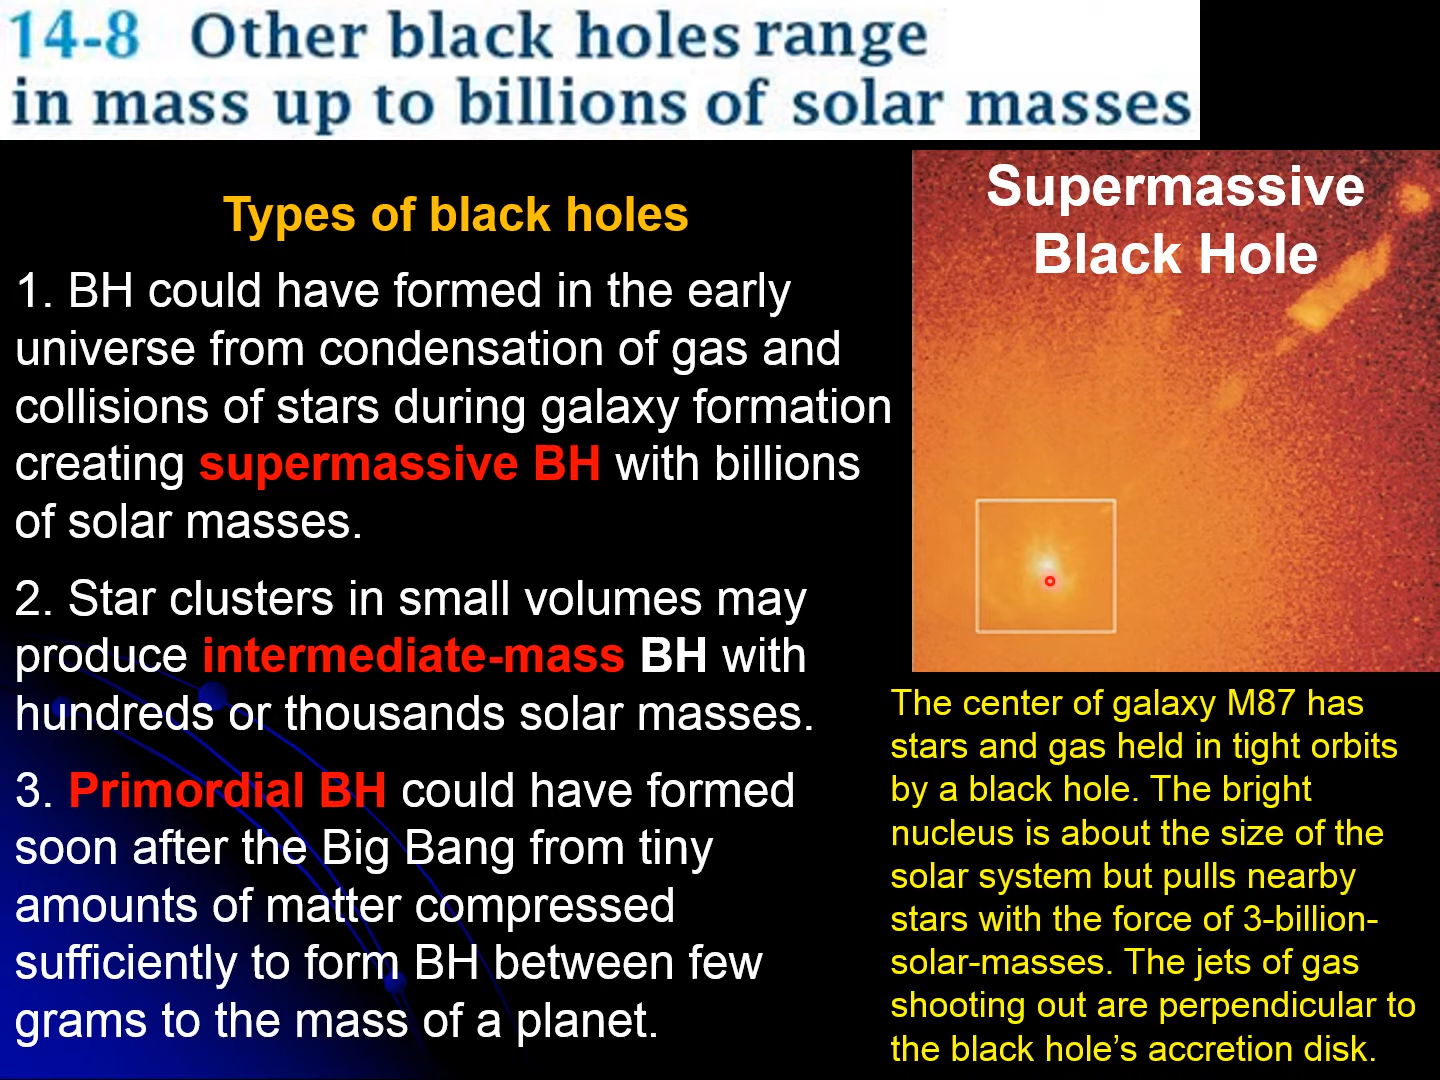 14-8 Other black holes range
in mass up to billions of solar masses
Types of black holes
1. BH could have formed in the early
universe from condensation of gas and
collisions of stars during galaxy formation
creating supermassive BH with billions
of solar masses.
2. Star clusters in small volumes may
produce intermediate-mass BH with
hundreds or thousands solar masses.
3. Primordial BH could have formed
soon after the Big Bang from tiny
amounts of matter compressed
sufficiently to form BH between few
grams to the mass of a planet.
Supermassive
Black Hole
The center of galaxy M87 has
stars and gas held in tight orbits
by a black hole. The bright
nucleus is about the size of the
solar system but pulls nearby
stars with the force of 3-billion-
solar-masses. The jets of gas
shooting out are perpendicular to
the black hole’s accretion disk.